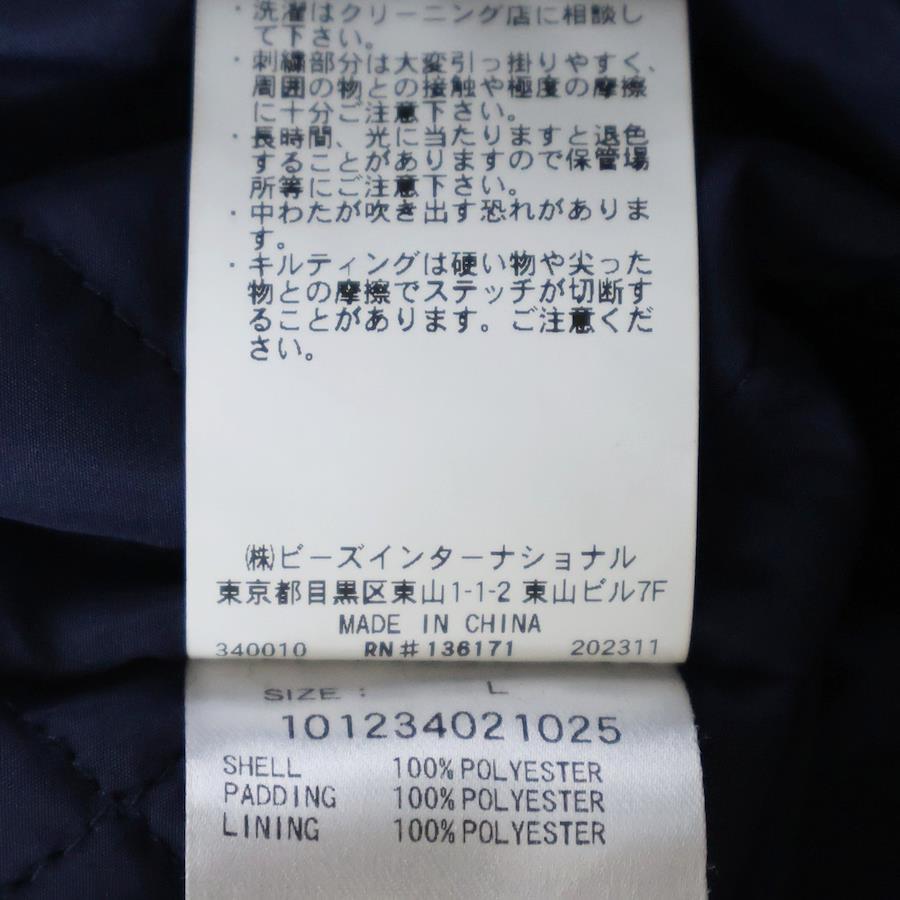 ・洗濯はクリーニング店に相談し
て下さい。
・刺繍部分は大変引っ掛りやすく、
周囲の物との接触や極度の摩擦
に十分ご注意下さい。
・長時間、光に当たりますと退色
することがありますので保管場
所等にご注意下さい。
・中わたが吹き出す恐れがありま
す。
・キルティングは硬い物や尖った
物との摩擦でステッチが切断す
ることがあります。ご注意くだ
さい。
㈱ビーズインターナショナル
東京都目黒区東山1-1-2 東山ビル7F
MADE IN CHINA
340010 RN#136171 202311
SIZE : L
101234021025
SHELL 100% POLYESTER
PADDING 100% POLYESTER
LINING 100% POLYESTER